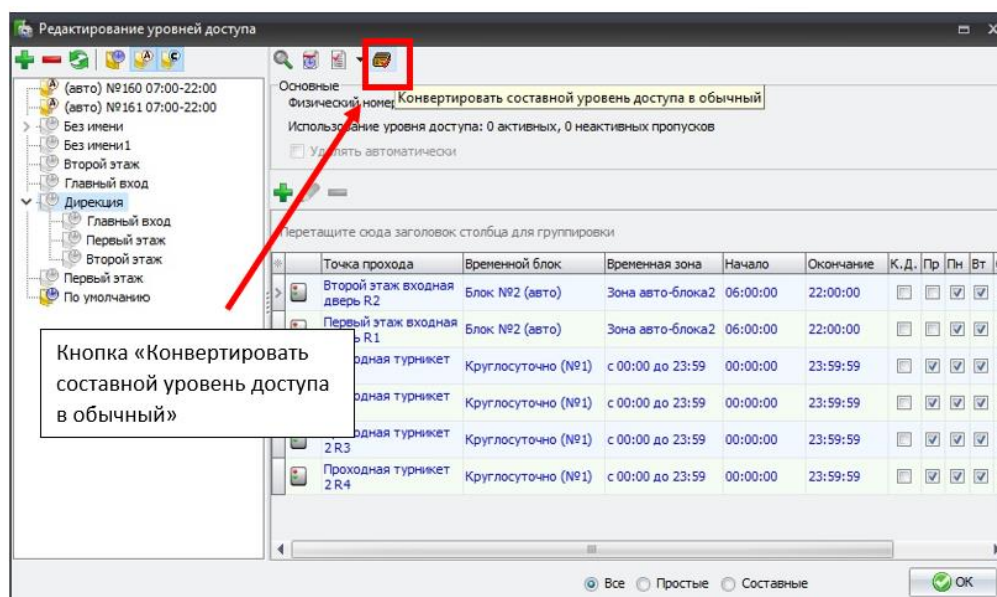 Редактирование уровней доступа
(авто) №160 07:00-22:00
(авто) №161 07:00-22:00
Без имени
Без имени1
Второй этаж
Главный вход
Дирекция
Главный вход
Первый этаж
Второй этаж
Первый этаж
По умолчанию
Основные
Физический номер
Конвертировать составной уровень доступа в обычный
Использование уровня доступа: 0 активных, 0 неактивных пропусков
Удалять автоматически
Перетащите сюда заголовок столбца для группировки
Точка прохода Временной блок Временная зона Начало Окончание К.Д. Пр Пн Вт
Второй этаж входная
дверь R2 Блок №2 (авто) Зона авто-блока2 06:00:00 22:00:00
Первый этаж входная
R1 Блок №2 (авто) Зона авто-блока2 06:00:00 22:00:00
турникет
Круглосуточно (№1) с 00:00 до 23:59 00:00:00 23:59:59
турникет
Круглосуточно (№1) с 00:00 до 23:59 00:00:00 23:59:59
турникет
2 R3 Круглосуточно (№1) с 00:00 до 23:59 00:00:00 23:59:59
Проходная турникет
2 R4 Круглосуточно (№1) с 00:00 до 23:59 00:00:00 23:59:59
Кнопка «Конвертировать
составной уровень доступа
в обычный»
Все Простые Составные
OK